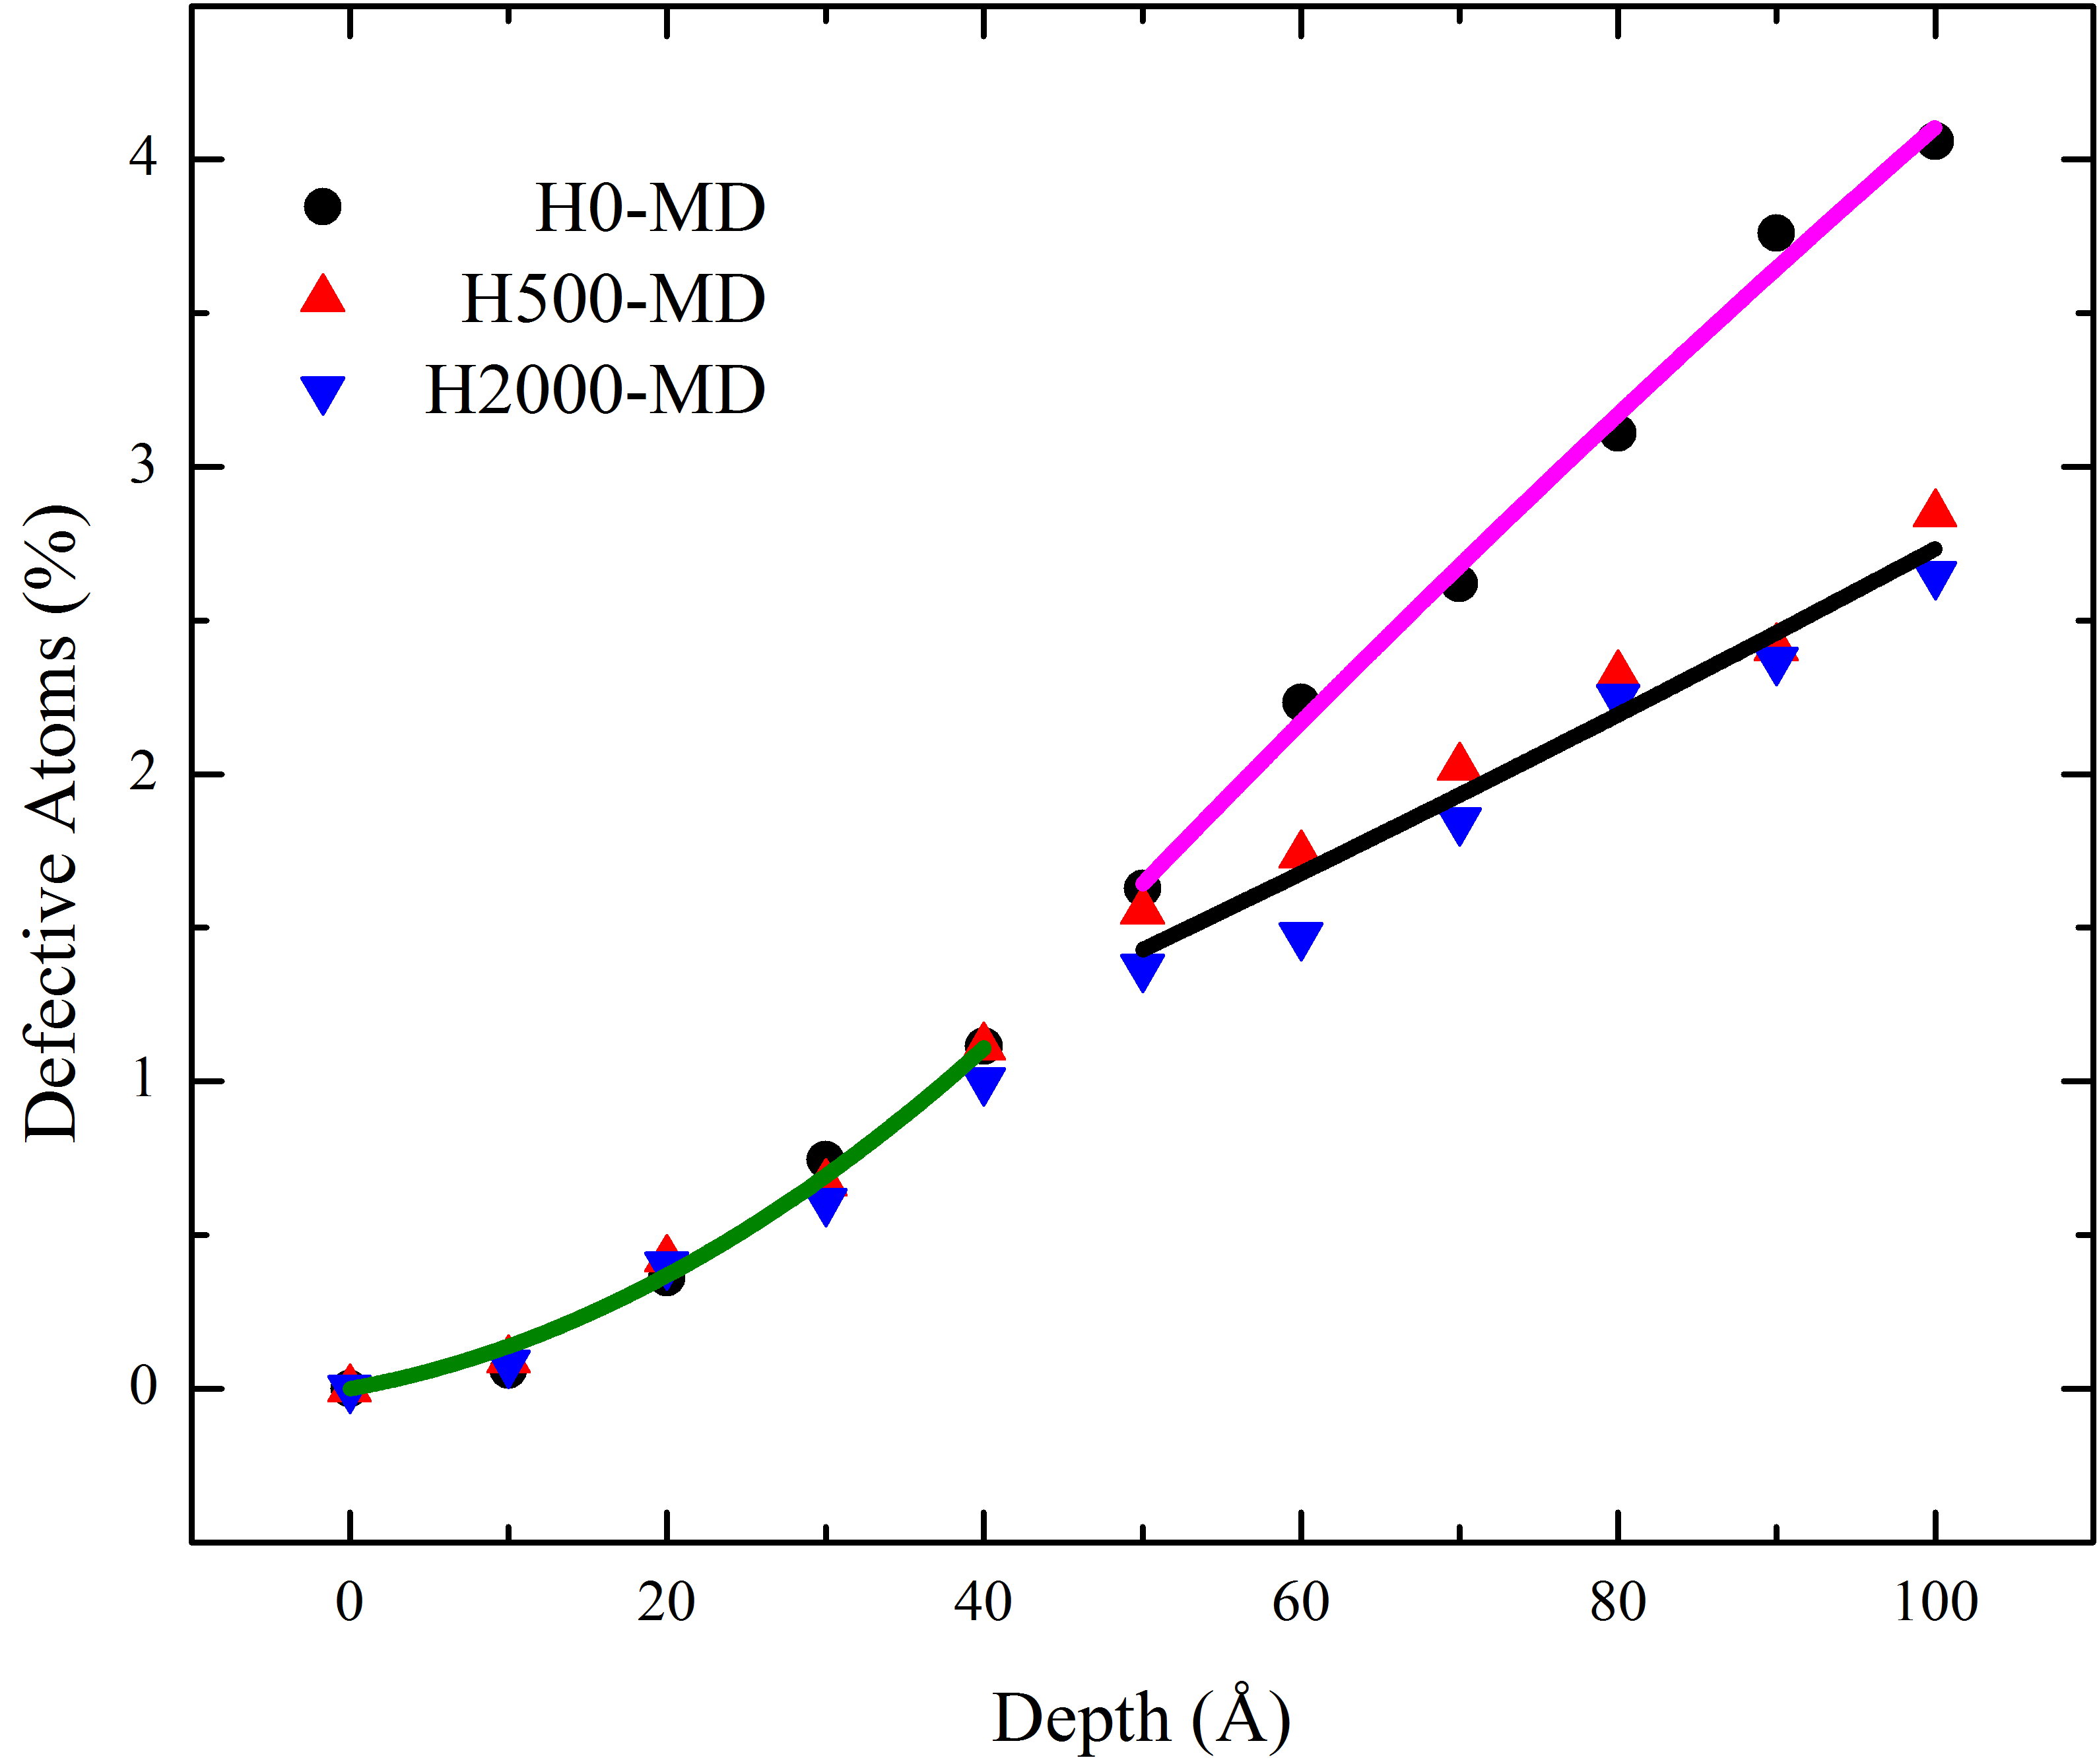 H0-MD
H500-MD
H2000-MD
Defective Atoms (%)
4
3
2
1
0
0 20 40 60 80 100
Depth (Å)